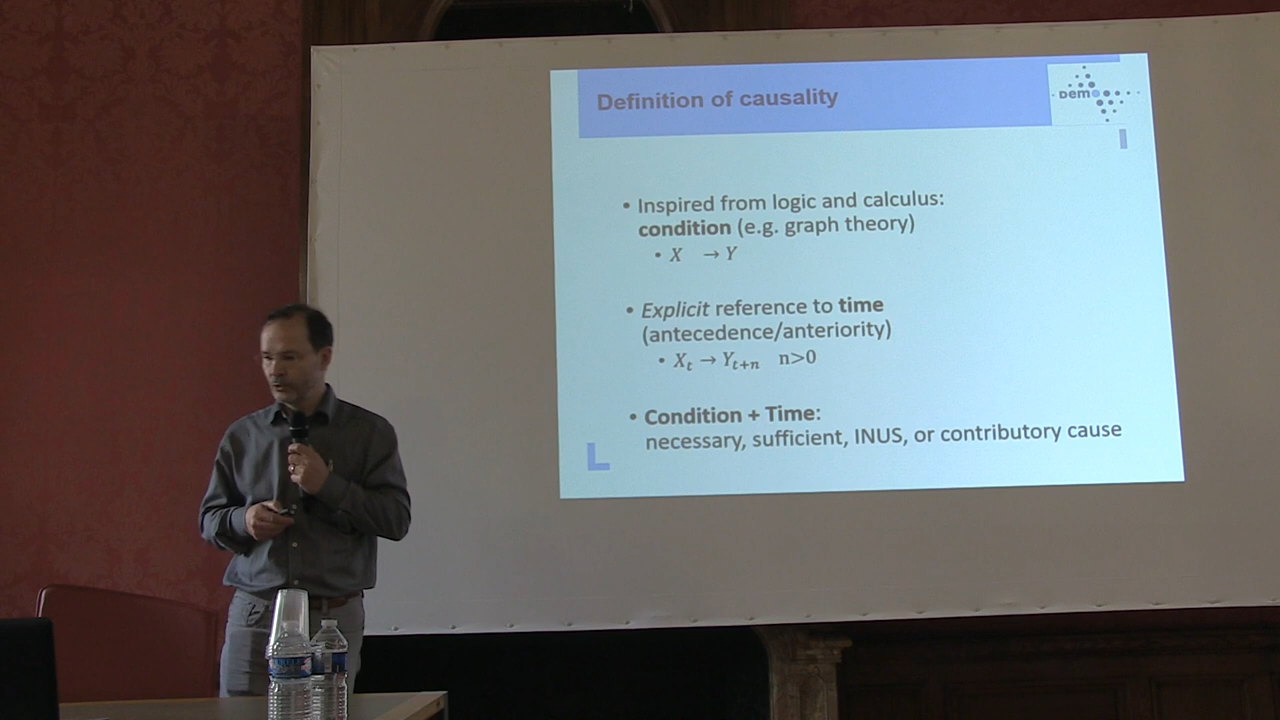 Definition of causality
Demo
• Inspired from logic and calculus:
condition (e.g. graph theory)
• X → Y
• Explicit reference to time
(antecedence/anteriority)
• Xₜ → Yₜ₊ₙ n>0
• Condition + Time:
necessary, sufficient, INUS, or contributory cause